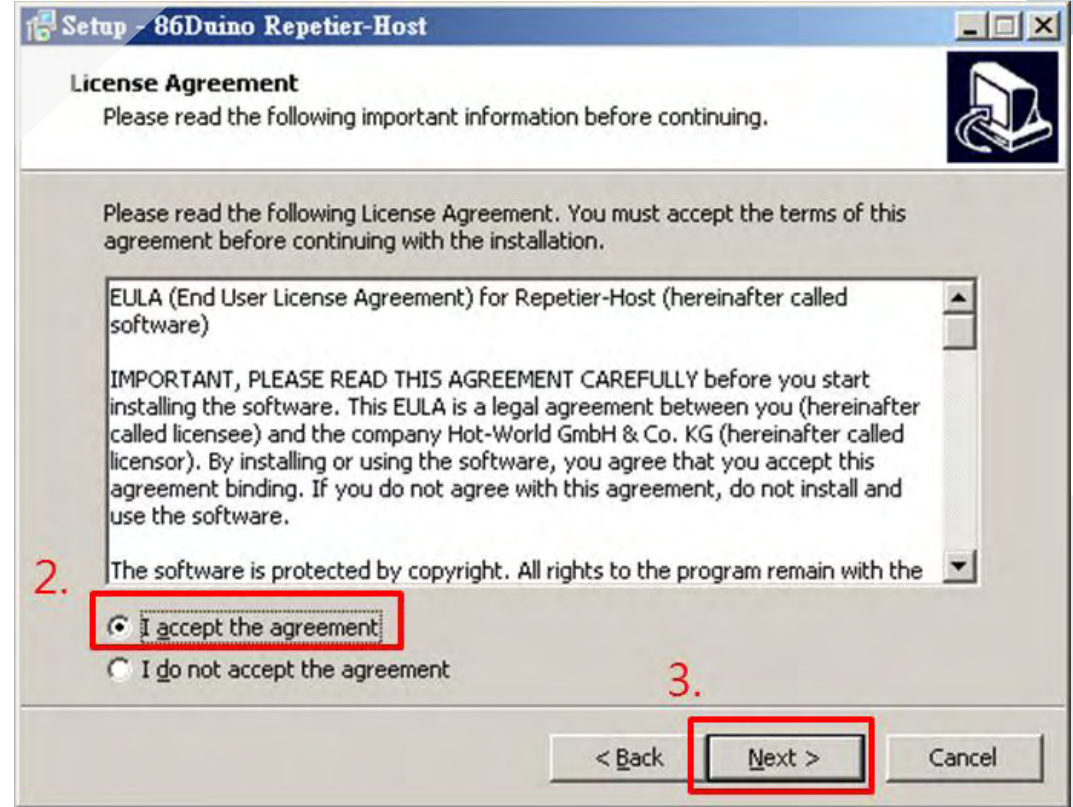 Setup - 86Duino Repetier-Host
License Agreement
Please read the following important information before continuing.
Please read the following License Agreement. You must accept the terms of this
agreement before continuing with the installation.
EULA (End User License Agreement) for Repetier-Host (hereinafter called
software)
IMPORTANT, PLEASE READ THIS AGREEMENT CAREFULLY before you start
installing the software. This EULA is a legal agreement between you (hereinafter
called licensee) and the company Hot-World GmbH & Co. KG (hereinafter called
licensor). By installing or using the software, you agree that you accept this
agreement binding. If you do not agree with this agreement, do not install and
use the software.
The software is protected by copyright. All rights to the program remain with the
2.
I accept the agreement
I do not accept the agreement
3.
< Back Next > Cancel